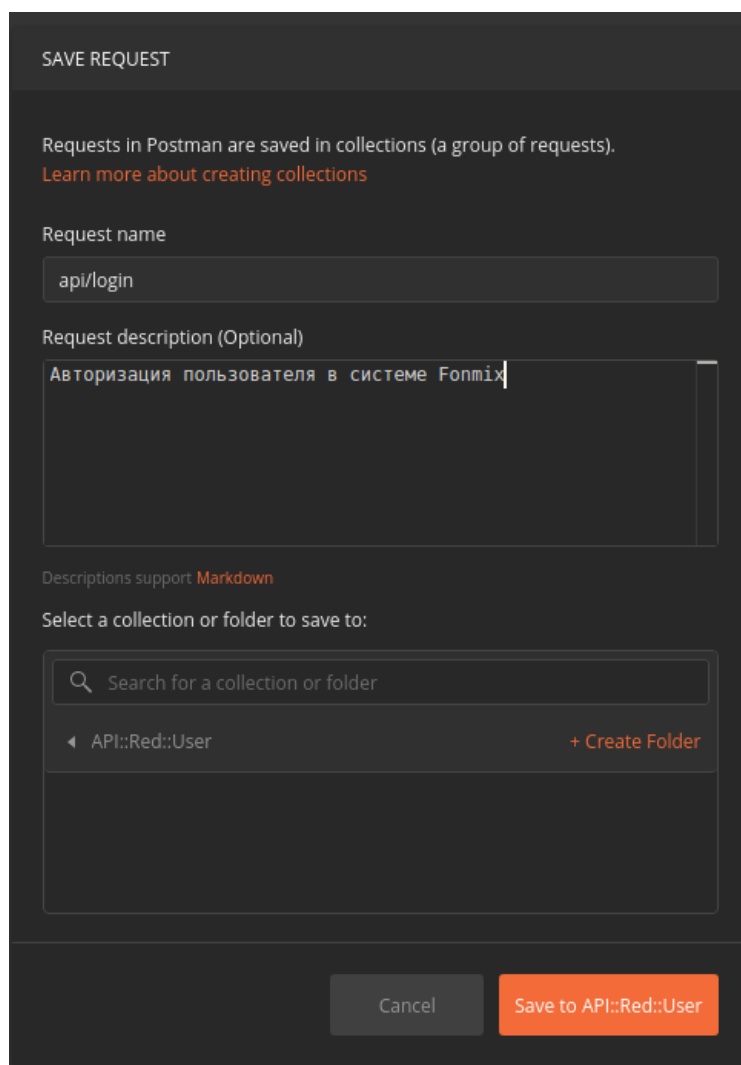 SAVE REQUEST
Requests in Postman are saved in collections (a group of requests).
Learn more about creating collections
Request name
api/login
Request description (Optional)
Авторизация пользователя в системе Fonmix
Descriptions support Markdown
Select a collection or folder to save to:
Search for a collection or folder
API::Red::User + Create Folder
Cancel Save to API::Red::User